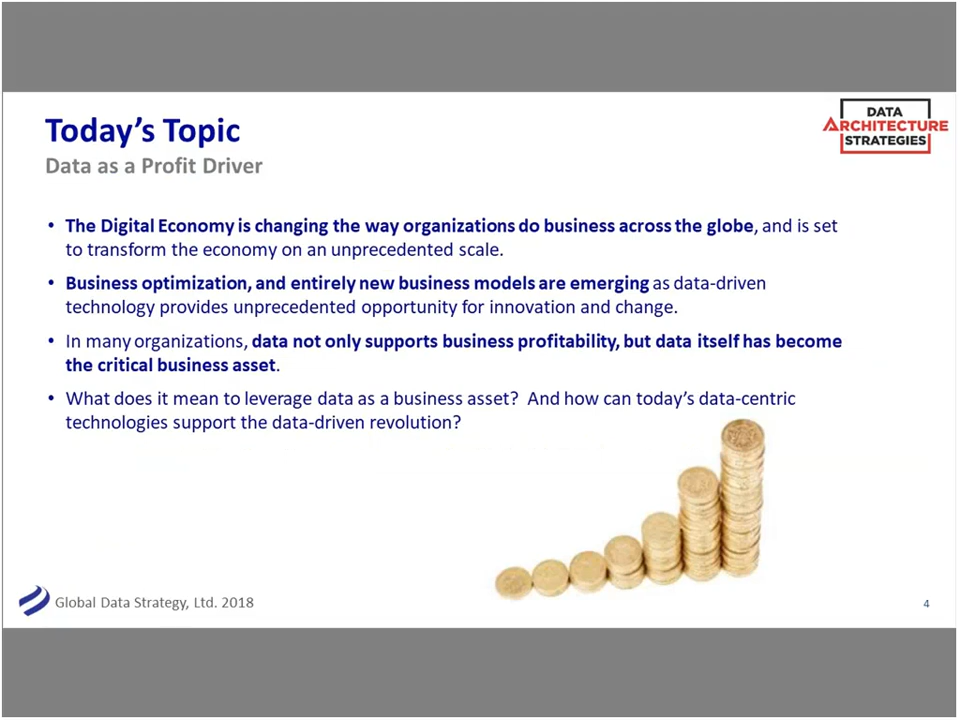 Today's Topic
Data as a Profit Driver
DATA
ARCHITECTURE
STRATEGIES
• The Digital Economy is changing the way organizations do business across the globe, and is set
to transform the economy on an unprecedented scale.
• Business optimization, and entirely new business models are emerging as data-driven
technology provides unprecedented opportunity for innovation and change.
• In many organizations, data not only supports business profitability, but data itself has become
the critical business asset.
• What does it mean to leverage data as a business asset?  And how can today's data-centric
technologies support the data-driven revolution?
Global Data Strategy, Ltd. 2018
4